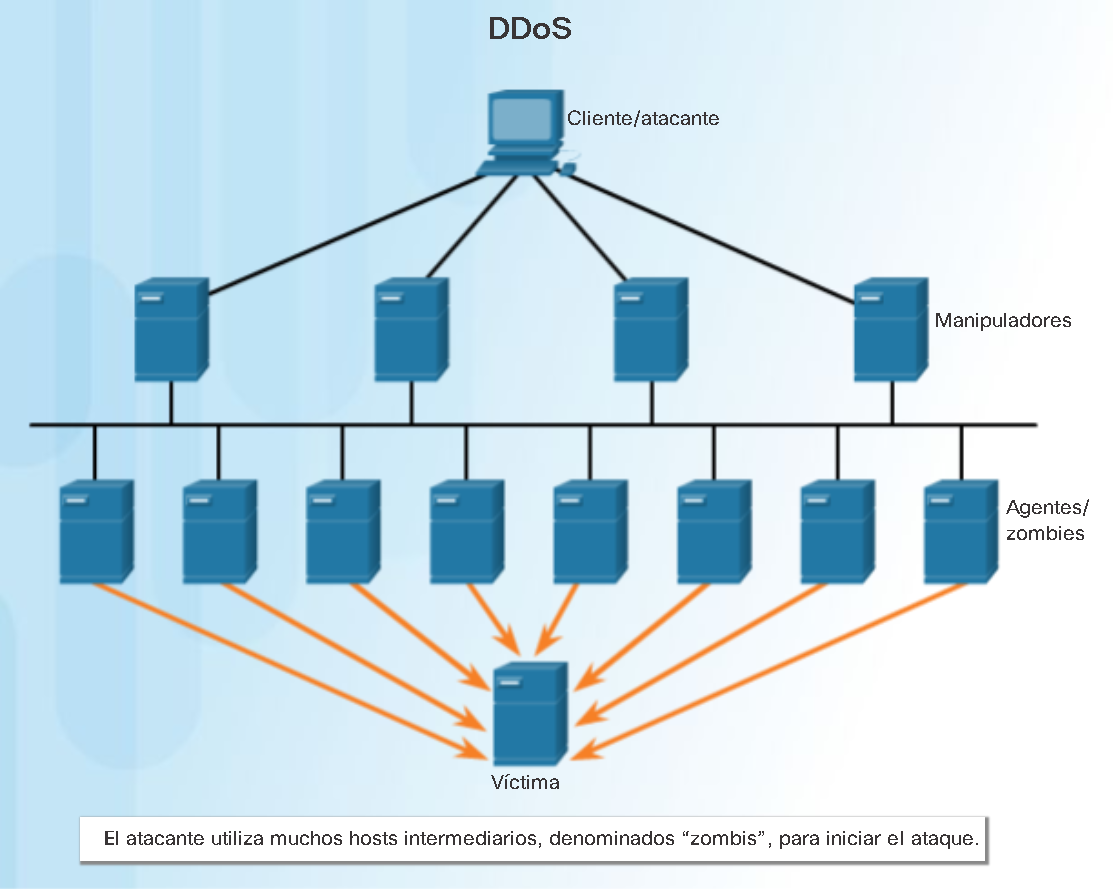 DDoS
Cliente/atacante
Manipuladores
Agentes/
zombies
Víctima
El atacante utiliza muchos hosts intermediarios, denominados “zombis”, para iniciar el ataque.